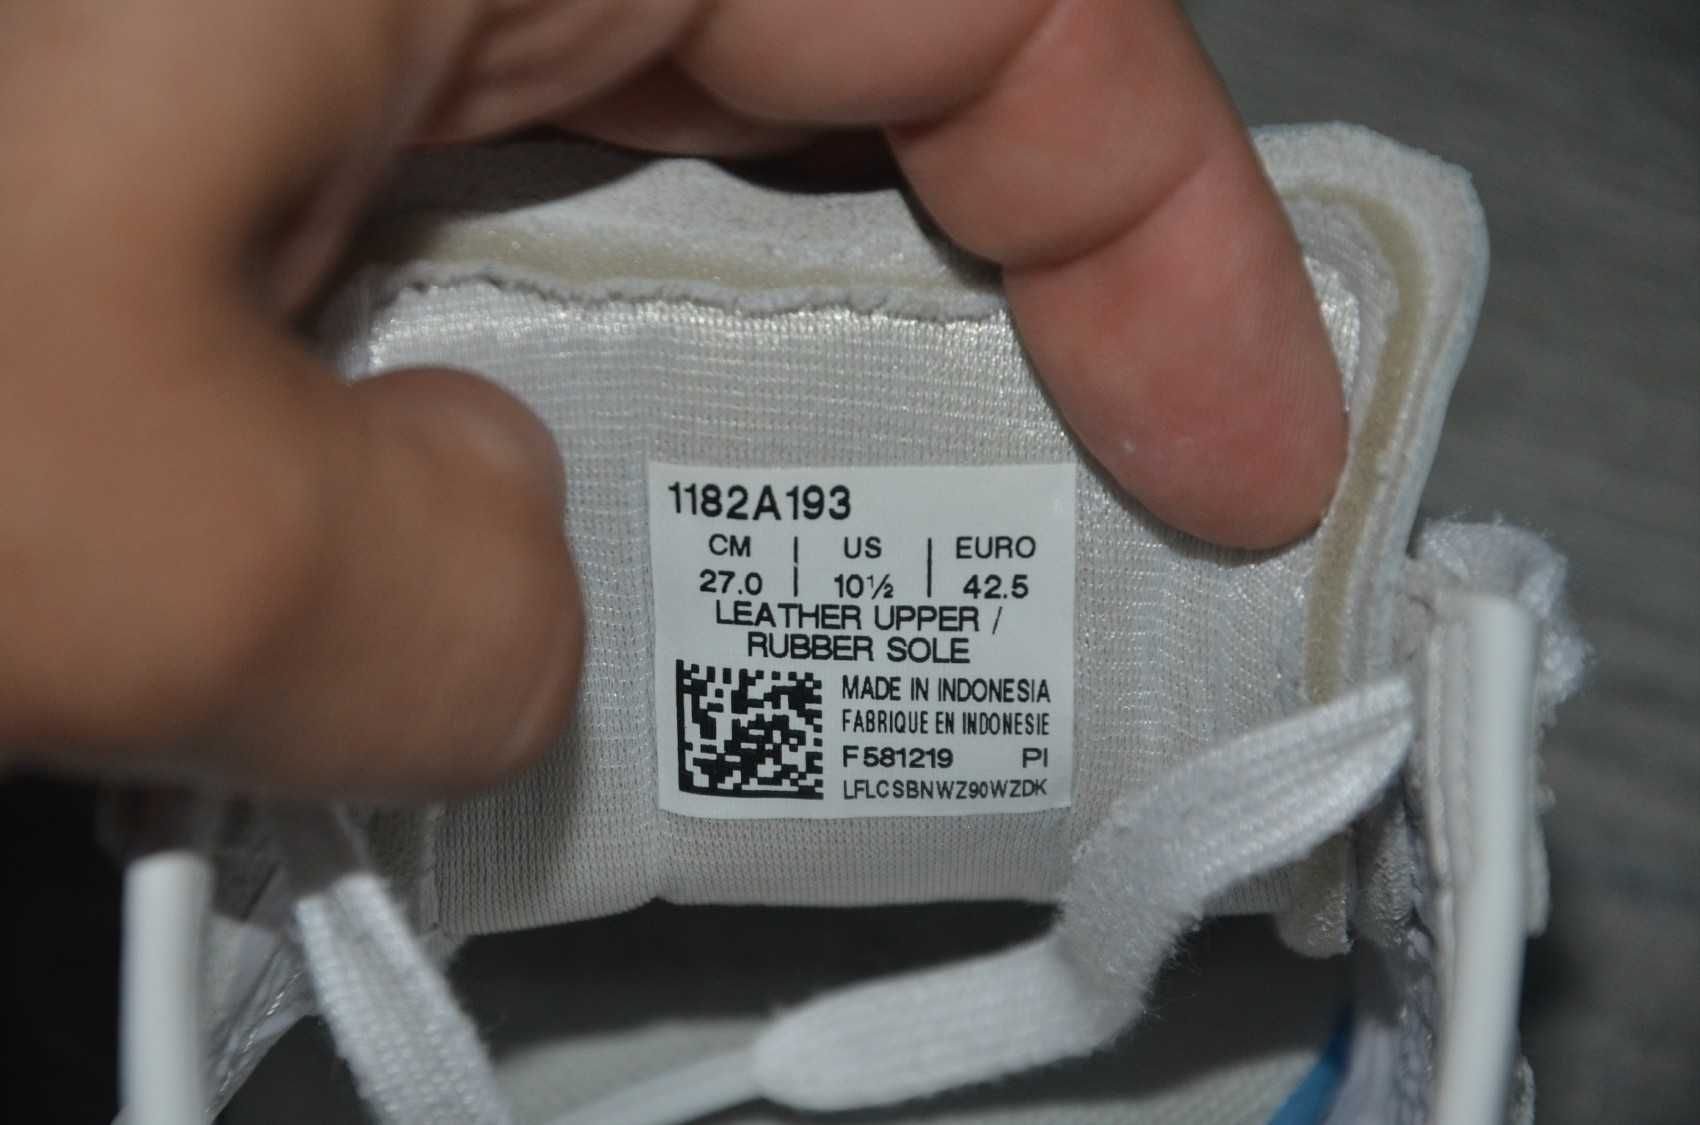 1182A193
CM | US | EURO
27.0 | 10½ | 42.5
LEATHER UPPER /
RUBBER SOLE
MADE IN INDONESIA
FABRIQUE EN INDONESIE
F581219 PI
LFLCSBNWZ90WZDK